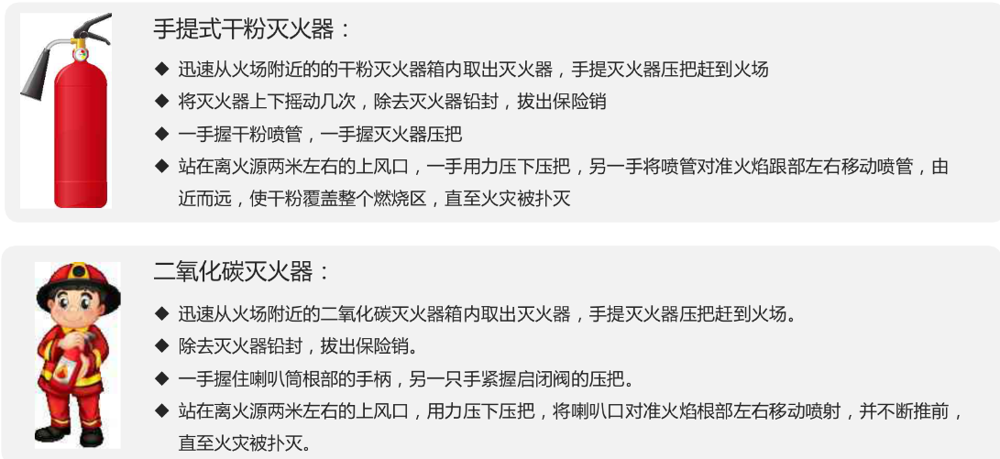 手提式干粉灭火器：
◆ 迅速从火场附近的的干粉灭火器箱内取出灭火器，手提灭火器压把赶到火场
◆ 将灭火器上下摇动几次，除去灭火器铅封，拔出保险销
◆ 一手握干粉喷管，一手握灭火器压把
◆ 站在离火源两米左右的上风口，一手用力压下压把，另一手将喷管对准火焰跟部左右移动喷管，由
近而远，使干粉覆盖整个燃烧区，直至火灾被扑灭
二氧化碳灭火器：
◆ 迅速从火场附近的二氧化碳灭火器箱内取出灭火器，手提灭火器压把赶到火场。
◆ 除去灭火器铅封，拔出保险销。
◆ 一手握住喇叭筒根部的手柄，另一只手紧握启闭阀的压把。
◆ 站在离火源两米左右的上风口，用力压下压把，将喇叭口对准火焰根部左右移动喷射，并不断推前，
直至火灾被扑灭。